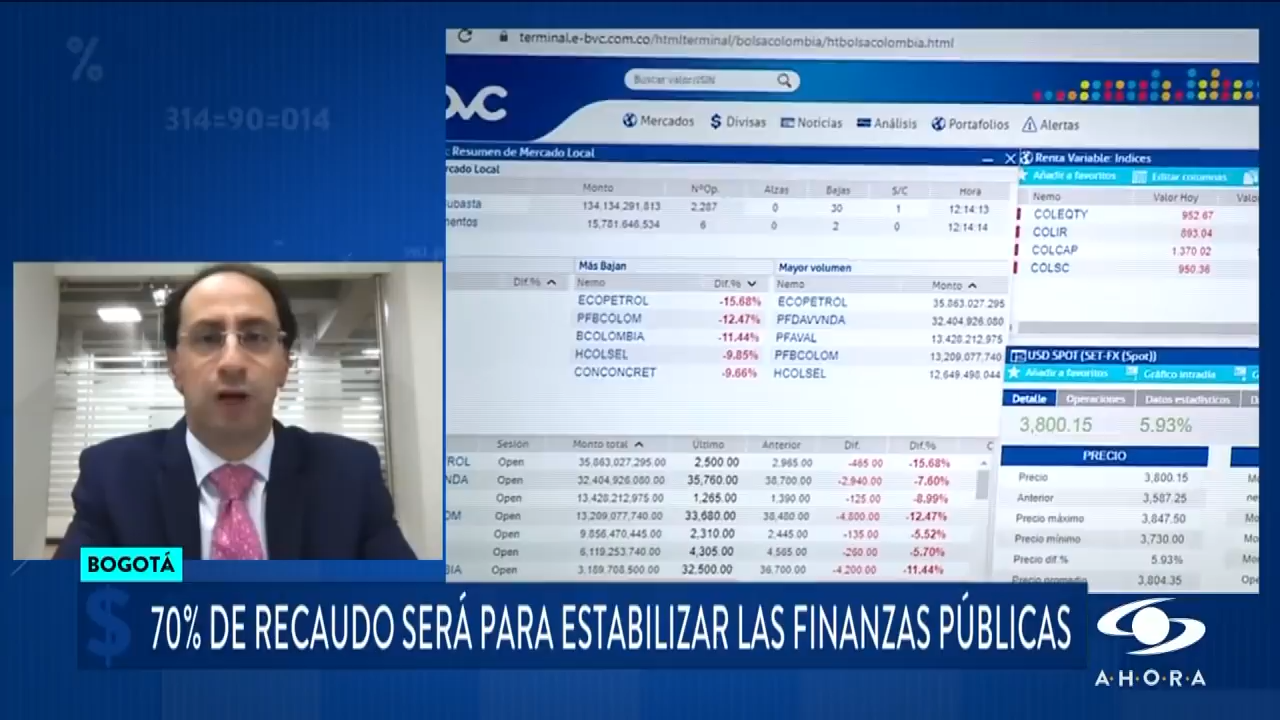 %
314=90=014
terminal.e-bvc.com.co/htmlterminal/bolsacolombia/htbolsacolombia.html
Buscar valor/ISIN
bvc
Mercados Divisas Noticias Análisis Portafolios Alertas
: Resumen de Mercado Local
rcado Local
Monto NºOp. Alzas Bajas S/C Hora
ubasta 134,134,291,813 2,287 0 30 1 12:14:13
mentos 15,781,646,534 6 0 2 0 12:14:14
Dif.% Más Bajan Mayor volumen
Nemo Dif.% Nemo Monto
ECOPETROL -15.68% ECOPETROL 35,863,027,295
PFBCOLOM -12.47% PFDAVVNDA 32,404,926,080
BCOLOMBIA -11.44% PFAVAL 13,428,212,975
HCOLSEL -9.85% PFBCOLOM 13,209,077,740
CONCONCRET -9.66% HCOLSEL 12,649,498,044
Sesión Monto total Último Anterior Dif. Dif.% C
ROL Open 35,863,027,295.00 2,500.00 2,965.00 -465.00 -15.68%
NDA Open 32,404,926,080.00 35,760.00 38,700.00 -2,940.00 -7.60%
Open 13,428,212,975.00 1,265.00 1,390.00 -125.00 -8.99%
OM Open 13,209,077,740.00 33,680.00 38,480.00 -4,800.00 -12.47%
Open 9,856,470,445.00 2,310.00 2,445.00 -135.00 -5.52%
Open 6,119,253,740.00 4,305.00 4,565.00 -260.00 -5.70%
BIA Open 3,189,708,500.00 32,500.00 36,700.00 -4,200.00 -11.44%
Renta Variable: Indices
Añadir a favoritos Editar columnas
Nemo Valor Hoy Valo
COLEQTY 952.67
COLIR 893.04
COLCAP 1,370.02
COLSC 950.36
USD SPOT (SET-FX (Spot))
Añadir a favoritos Gráfico intradía G
Detalle Operaciones Datos estadísticos D
3,800.15 5.93%
PRECIO
Precio 3,800.15
Anterior 3,587.25
Precio máximo 3,847.50
Precio mínimo 3,730.00
Precio dif.% 5.93%
Precio promedio 3,804.35
BOGOTÁ
$ 70% DE RECAUDO SERÁ PARA ESTABILIZAR LAS FINANZAS PÚBLICAS
AHORA